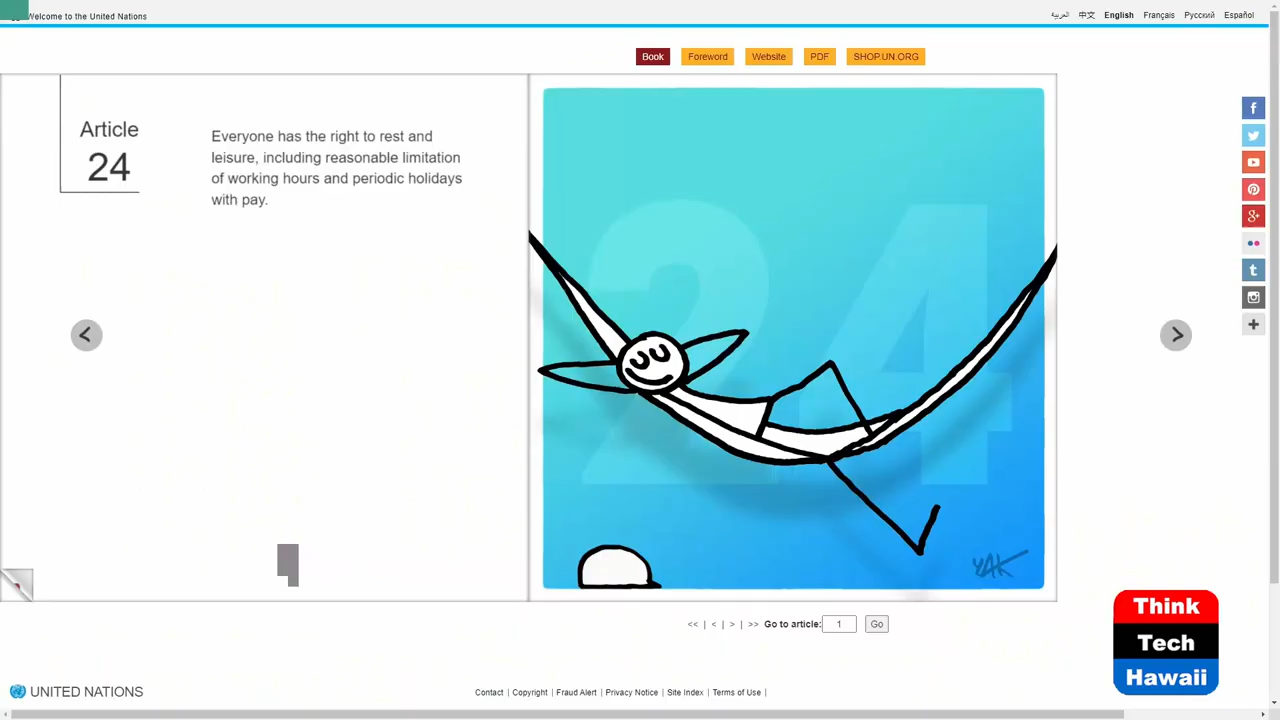 Welcome to the United Nations
العربية 中文 English Français Русский Español
Book Foreword Website PDF SHOP.UN.ORG
Article
24
Everyone has the right to rest and
leisure, including reasonable limitation
of working hours and periodic holidays
with pay.
24
YAK
<< | < | > | >> Go to article: 1 Go
Think
Tech
Hawaii
UNITED NATIONS
Contact | Copyright | Fraud Alert | Privacy Notice | Site Index | Terms of Use |